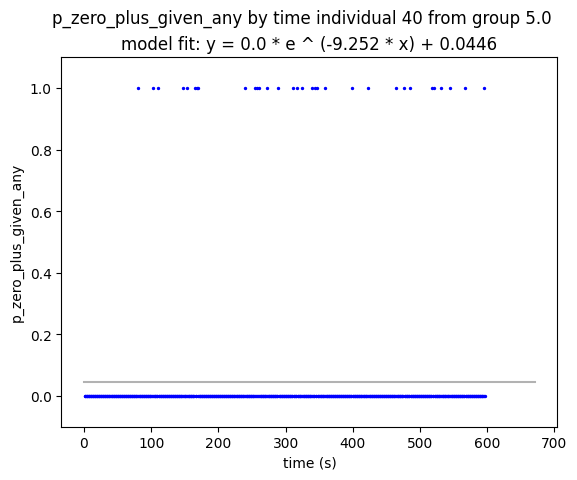 p_zero_plus_given_any by time individual 40 from group 5.0
model fit: y = 0.0 * e ^ (-9.252 * x) + 0.0446
1.0
0.8
0.6
0.4
0.2
0.0
p_zero_plus_given_any
0 100 200 300 400 500 600 700
time (s)